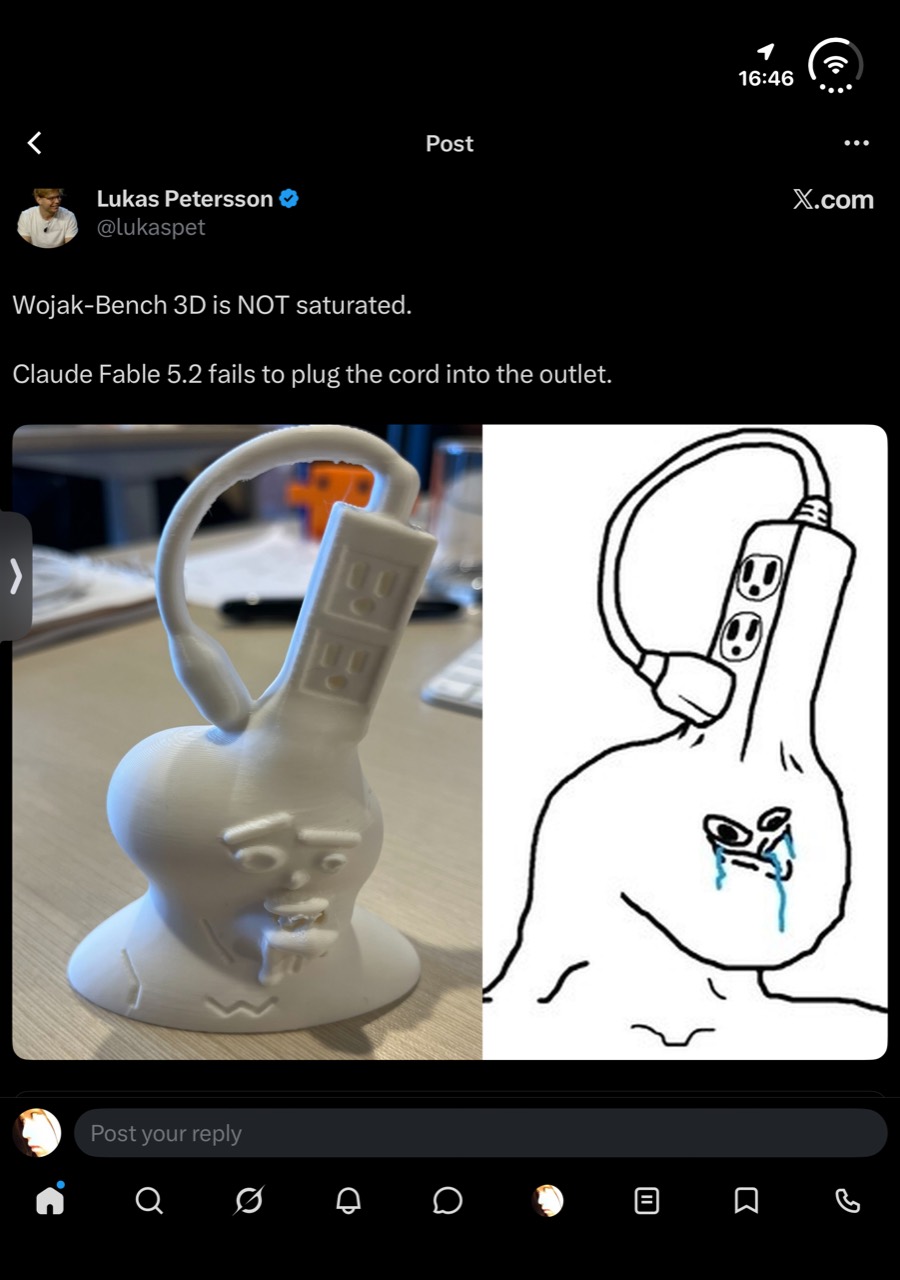 16:46
Post
Lukas Petersson
@lukaspet
X.com
Wojak-Bench 3D is NOT saturated.
Claude Fable 5.2 fails to plug the cord into the outlet.
Post your reply